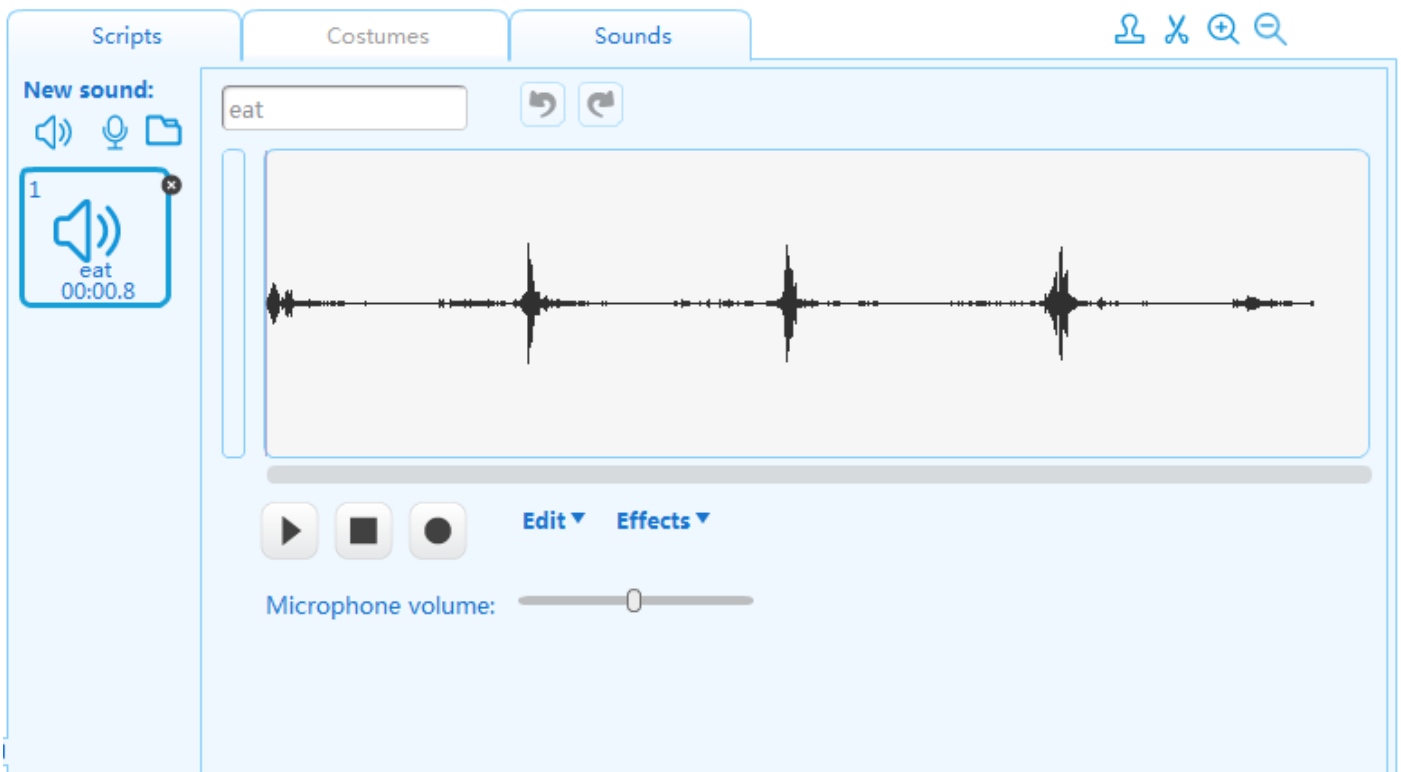 Scripts Costumes Sounds
New sound:
eat
1
eat
00:00.8
Edit Effects
Microphone volume: